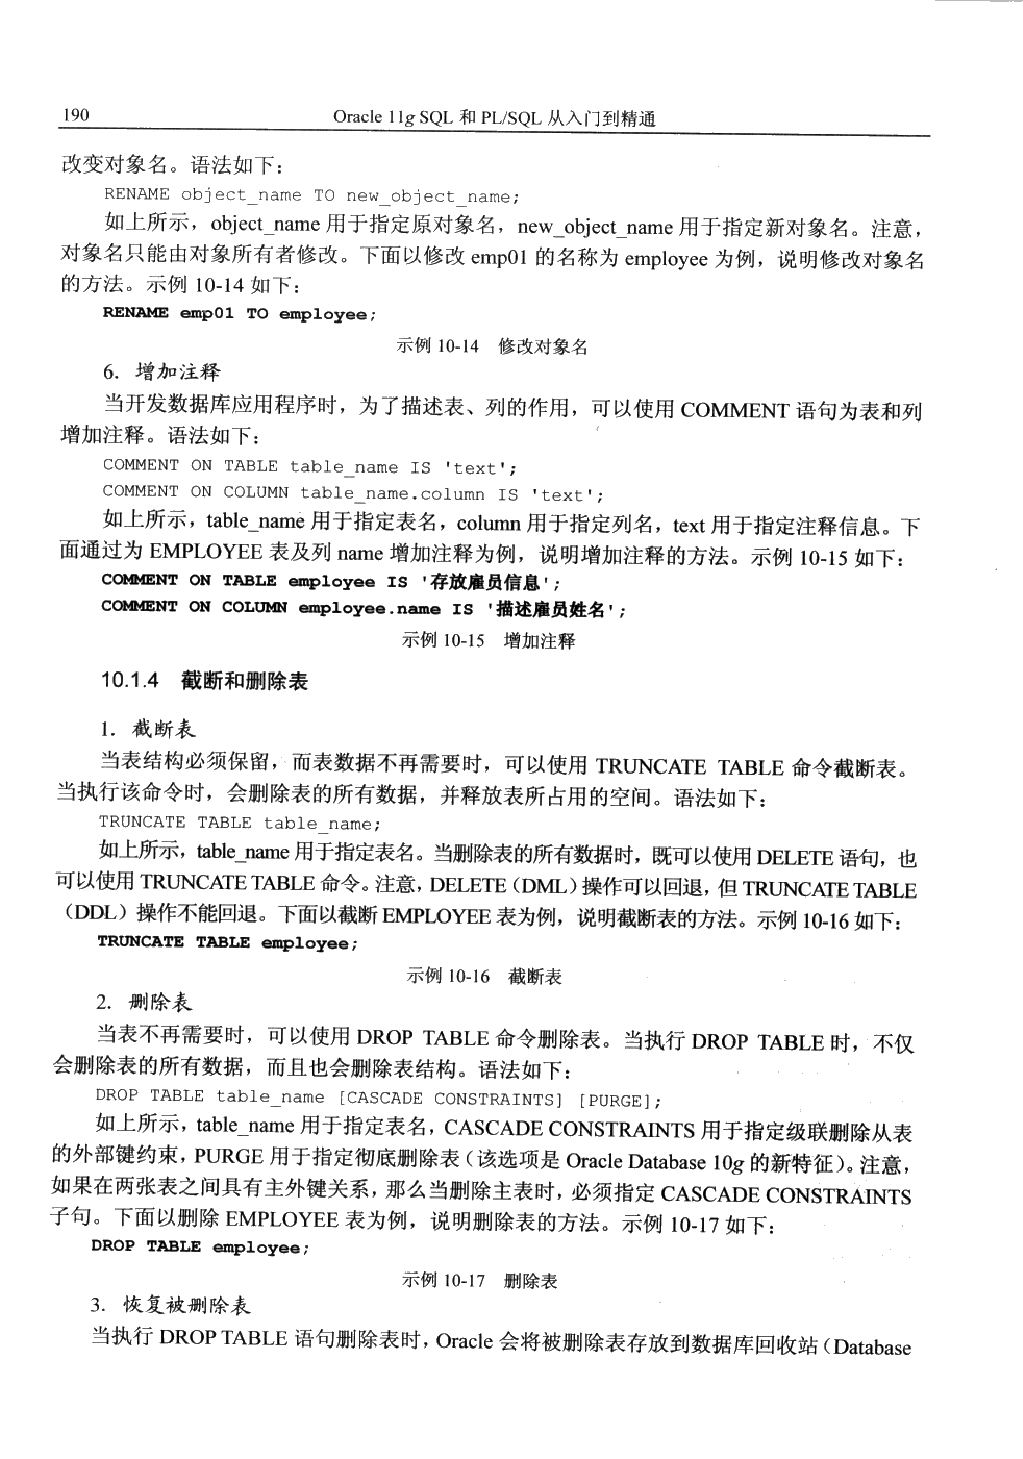 190
Oracle 11g SQL 和 PL/SQL 从入门到精通
改变对象名。语法如下：
RENAME object_name TO new_object_name;
如上所示，object_name 用于指定原对象名，new_object_name 用于指定新对象名。注意，
对象名只能由对象所有者修改。下面以修改 emp01 的名称为 employee 为例，说明修改对象名
的方法。示例 10-14 如下：
RENAME emp01 TO employee;
示例 10-14 修改对象名
6. 增加注释
当开发数据库应用程序时，为了描述表、列的作用，可以使用 COMMENT 语句为表和列
增加注释。语法如下：
COMMENT ON TABLE table_name IS 'text';
COMMENT ON COLUMN table_name.column IS 'text';
如上所示，table_name 用于指定表名，column 用于指定列名，text 用于指定注释信息。下
面通过为 EMPLOYEE 表及列 name 增加注释为例，说明增加注释的方法。示例 10-15 如下：
COMMENT ON TABLE employee IS '存放雇员信息';
COMMENT ON COLUMN employee.name IS '描述雇员姓名';
示例 10-15 增加注释
10.1.4 截断和删除表
1. 截断表
当表结构必须保留，而表数据不再需要时，可以使用 TRUNCATE TABLE 命令截断表。
当执行该命令时，会删除表的所有数据，并释放表所占用的空间。语法如下：
TRUNCATE TABLE table_name;
如上所示，table_name 用于指定表名。当删除表的所有数据时，既可以使用 DELETE 语句，也
可以使用 TRUNCATE TABLE 命令。注意，DELETE（DML）操作可以回退，但 TRUNCATE TABLE
（DDL）操作不能回退。下面以截断 EMPLOYEE 表为例，说明截断表的方法。示例 10-16 如下：
TRUNCATE TABLE employee;
示例 10-16 截断表
2. 删除表
当表不再需要时，可以使用 DROP TABLE 命令删除表。当执行 DROP TABLE 时，不仅
会删除表的所有数据，而且也会删除表结构。语法如下：
DROP TABLE table_name [CASCADE CONSTRAINTS] [PURGE];
如上所示，table_name 用于指定表名，CASCADE CONSTRAINTS 用于指定级联删除从表
的外部键约束，PURGE 用于指定彻底删除表（该选项是 Oracle Database 10g 的新特征）。注意，
如果在两张表之间具有主外键关系，那么当删除主表时，必须指定 CASCADE CONSTRAINTS
子句。下面以删除 EMPLOYEE 表为例，说明删除表的方法。示例 10-17 如下：
DROP TABLE employee;
示例 10-17 删除表
3. 恢复被删除表
当执行 DROP TABLE 语句删除表时，Oracle 会将被删除表存放到数据库回收站（Database